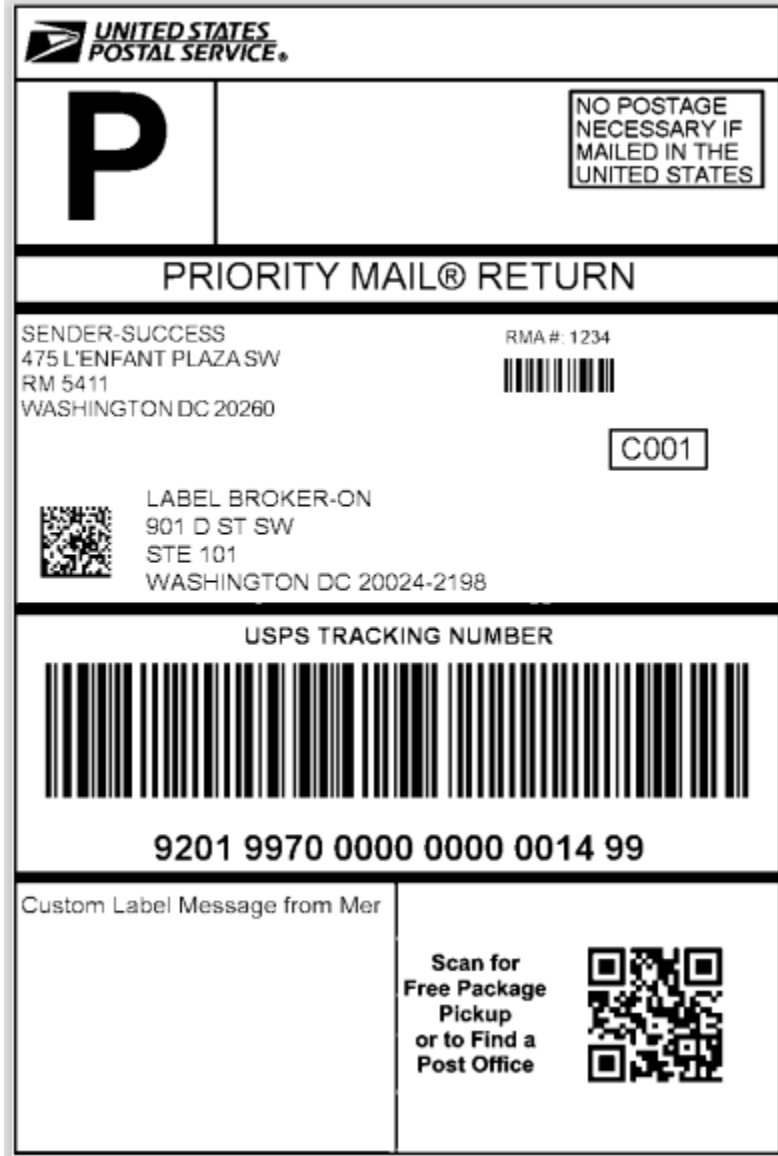 UNITED STATES
POSTAL SERVICE®
P
NO POSTAGE
NECESSARY IF
MAILED IN THE
UNITED STATES
PRIORITY MAIL® RETURN
SENDER-SUCCESS
475 L'ENFANT PLAZA SW
RM 5411
WASHINGTON DC 20260
RMA #: 1234
C001
LABEL BROKER-ON
901 D ST SW
STE 101
WASHINGTON DC 20024-2198
USPS TRACKING NUMBER
9201 9970 0000 0000 0014 99
Custom Label Message from Mer
Scan for
Free Package
Pickup
or to Find a
Post Office